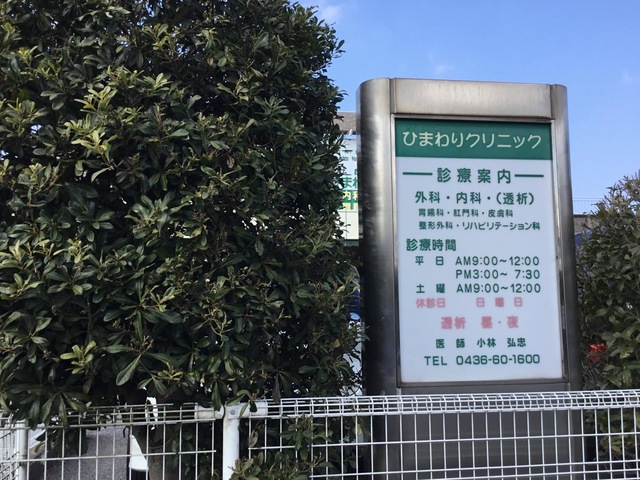 ひまわりクリニック
診療案内
外科・内科・(透析)
胃腸科・肛門科・皮膚科
整形外科・リハビリテーション科
診療時間
平 日 AM9:00～12:00
PM3:00～ 7:30
土 曜 AM9:00～12:00
休診日 日曜日
透析 昼・夜
医師 小林 弘忠
TEL 0436-60-1600